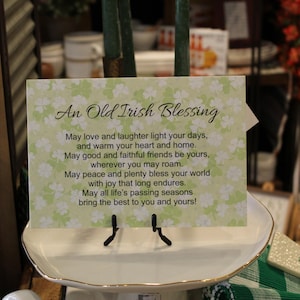 An Old Irish Blessing
May love and laughter light your days,
and warm your heart and home.
May good and faithful friends be yours,
wherever you may roam.
May peace and plenty bless your world
with joy that long endures.
May all life's passing seasons
bring the best to you and yours!